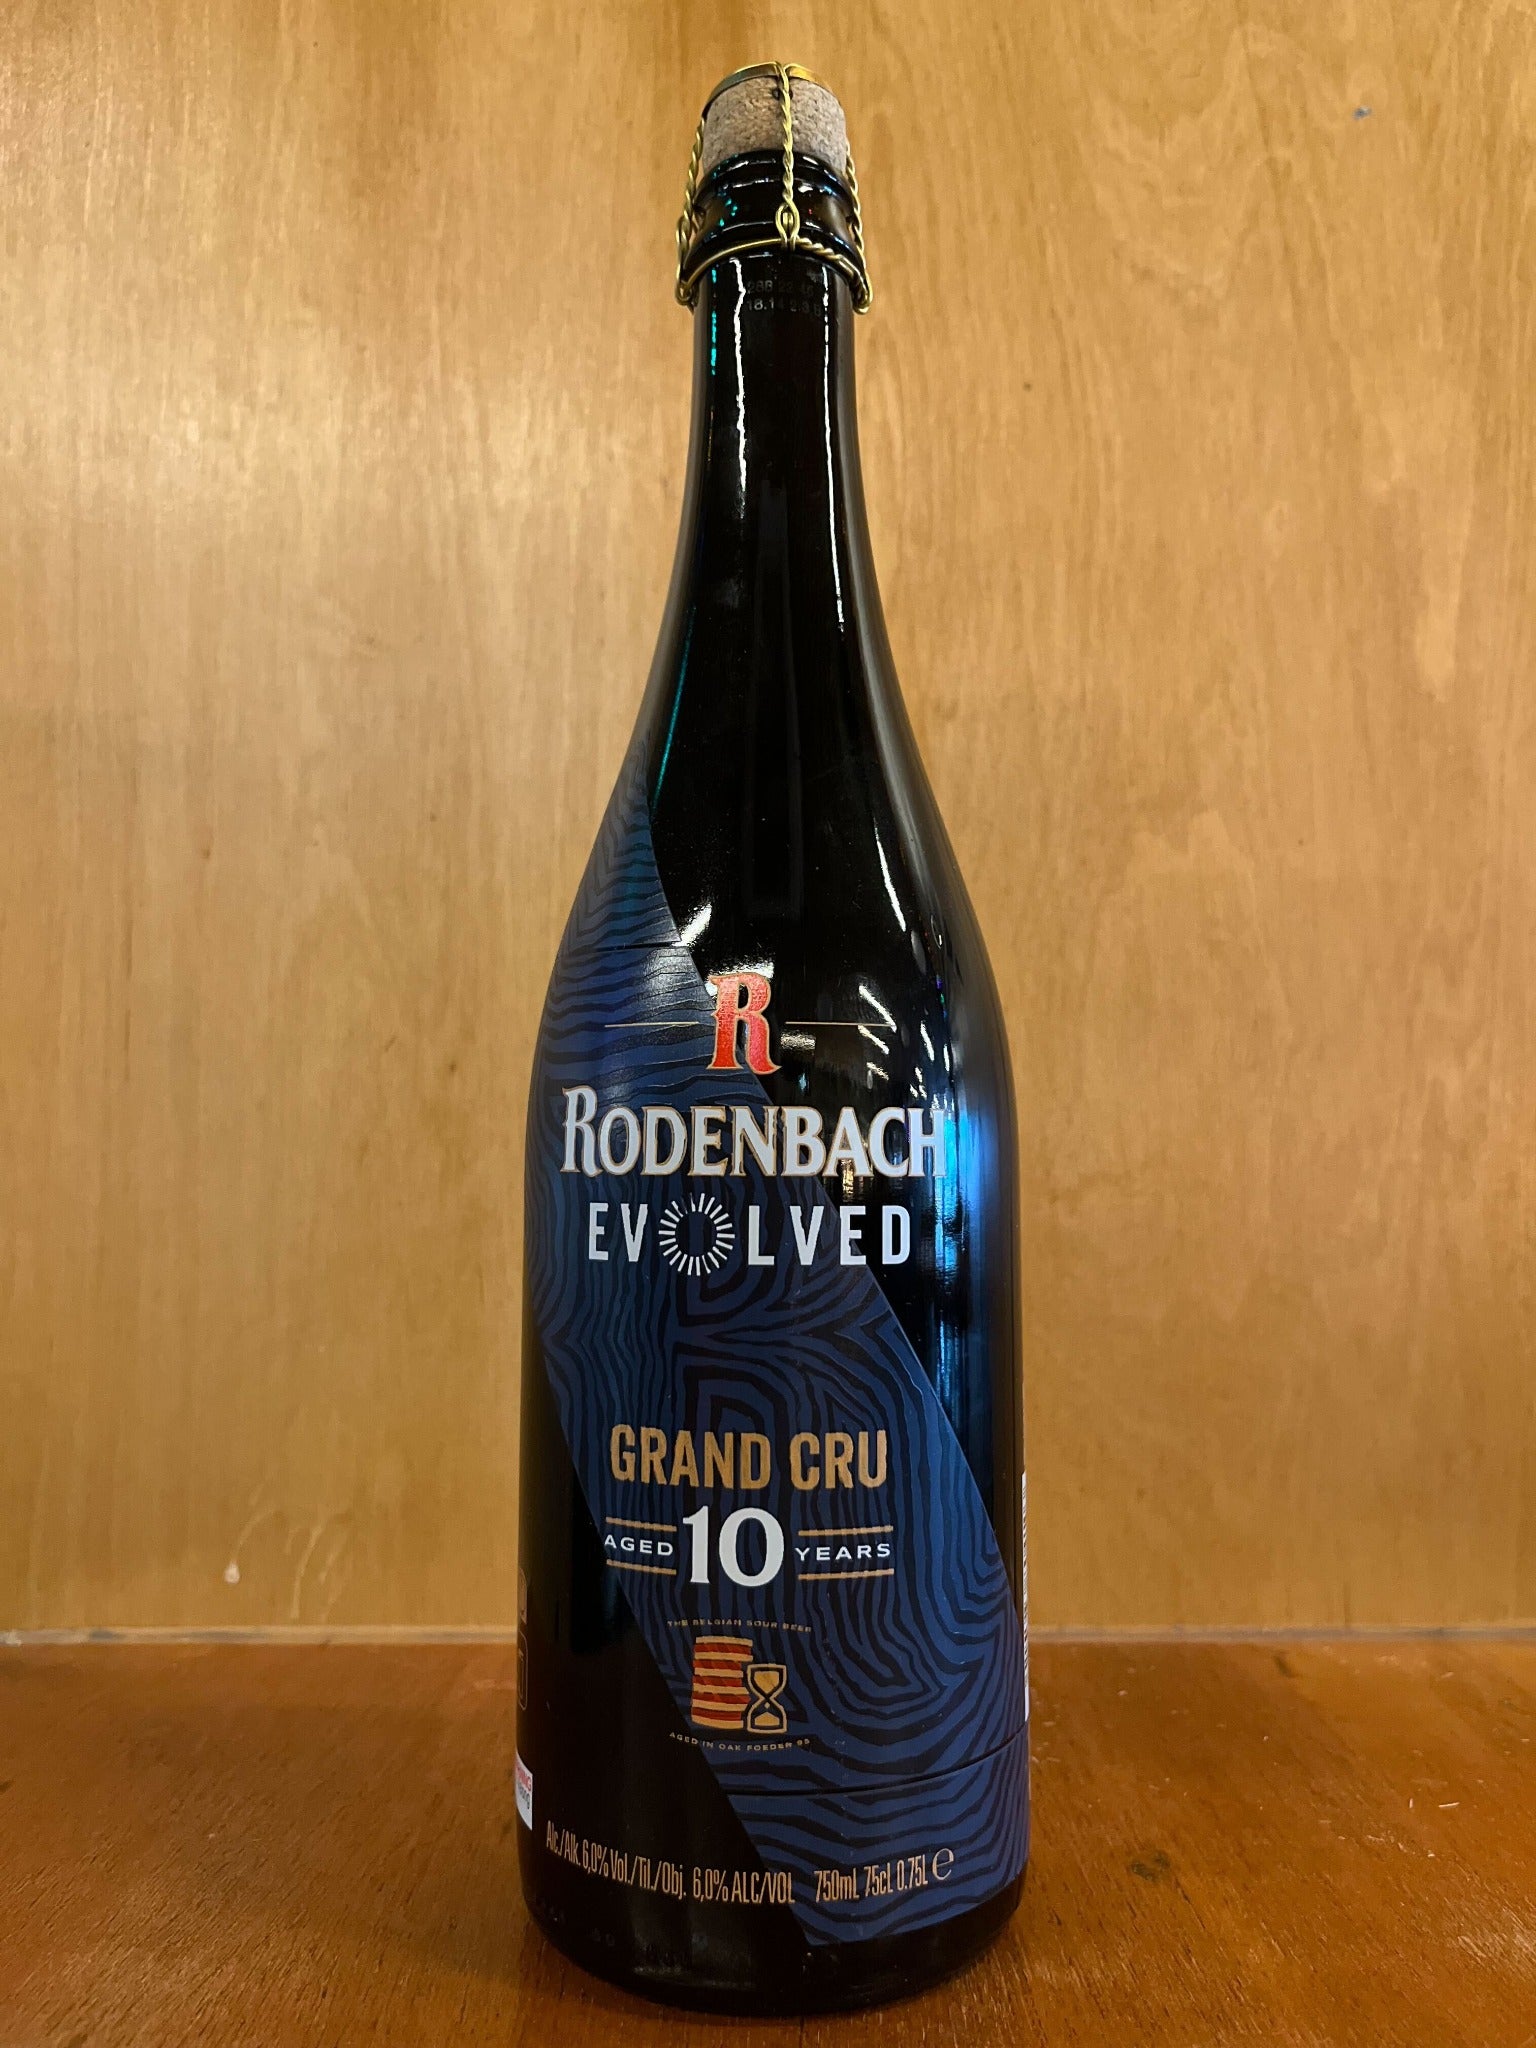 R
RODENBACH
EVOLVED
GRAND CRU
AGED 10 YEARS
THE BELGIAN SOUR BEER
AGED IN OAK FOEDER 95
Alc./Alk. 6,0% Vol./Til./Obj. 6,0% ALC/VOL 750mL 75cL 0.75L e